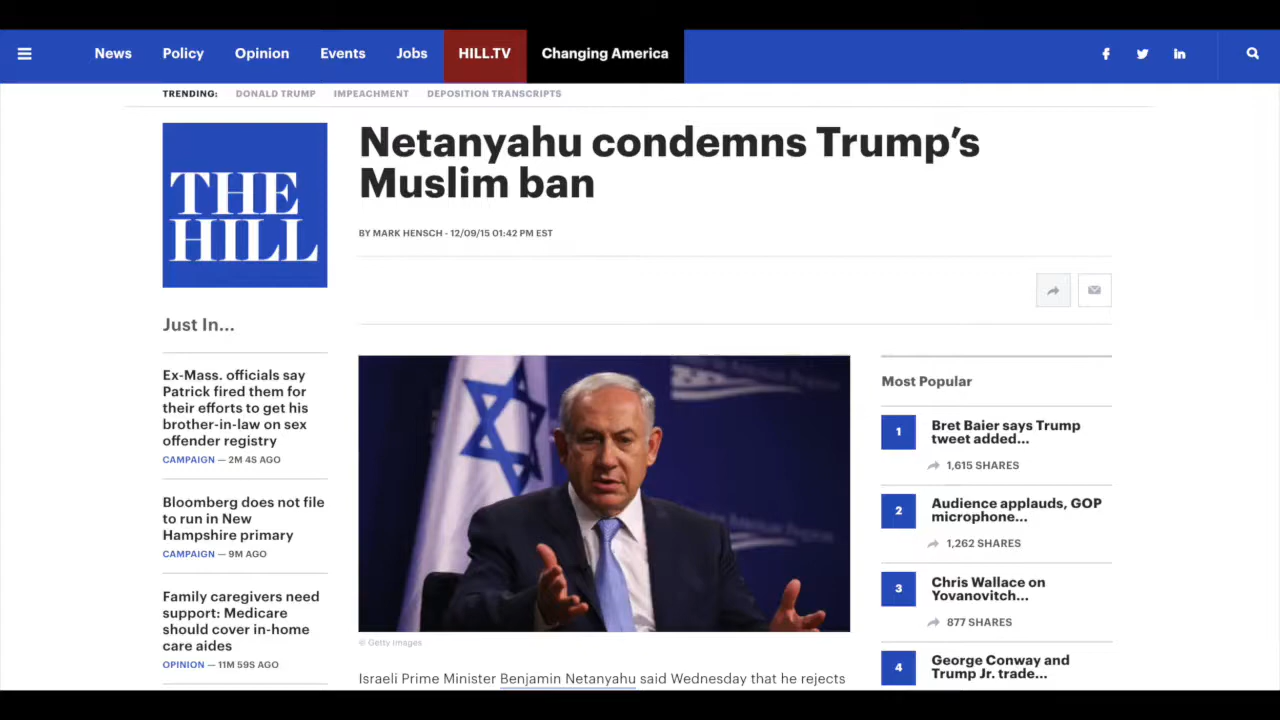 News Policy Opinion Events Jobs HILL.TV Changing America
TRENDING: DONALD TRUMP IMPEACHMENT DEPOSITION TRANSCRIPTS
THE
HILL
Netanyahu condemns Trump's
Muslim ban
BY MARK HENSCH - 12/09/15 01:42 PM EST
Just In...
Ex-Mass. officials say
Patrick fired them for
their efforts to get his
brother-in-law on sex
offender registry
CAMPAIGN — 2M 4S AGO
Bloomberg does not file
to run in New
Hampshire primary
CAMPAIGN — 9M AGO
Family caregivers need
support: Medicare
should cover in-home
care aides
OPINION — 11M 59S AGO
© Getty Images
Israeli Prime Minister Benjamin Netanyahu said Wednesday that he rejects
Most Popular
1 Bret Baier says Trump
tweet added...
1,615 SHARES
2 Audience applauds, GOP
microphone...
1,262 SHARES
3 Chris Wallace on
Yovanovitch...
877 SHARES
4 George Conway and
Trump Jr. trade...